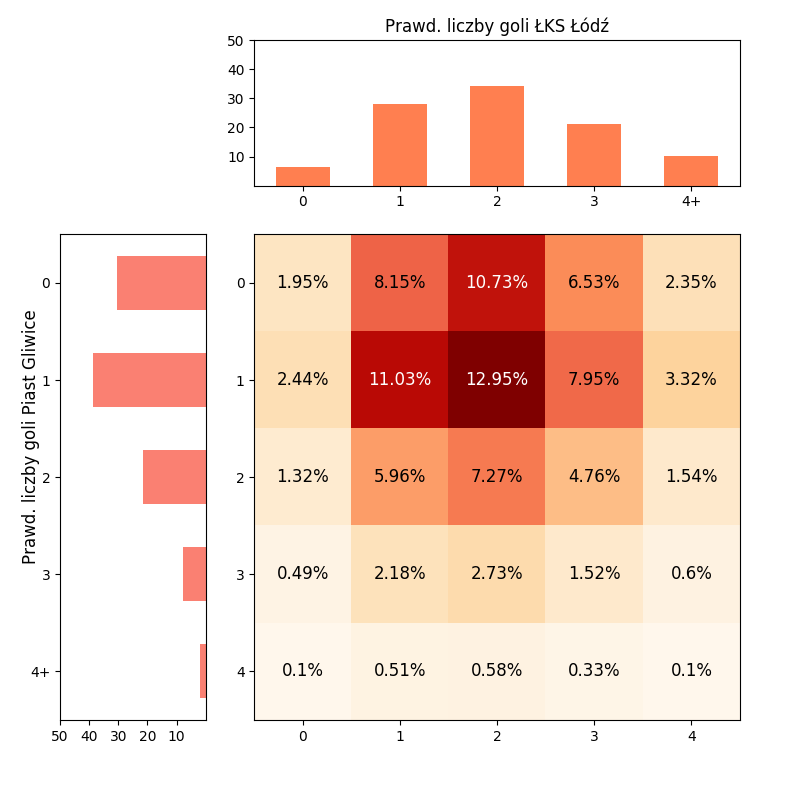 Prawd. liczby goli ŁKS Łódź
50
40
30
20
10
0 1 2 3 4+
Prawd. liczby goli Piast Gliwice
0
1
2
3
4+
50 40 30 20 10
0 1.95% 8.15% 10.73% 6.53% 2.35%
1 2.44% 11.03% 12.95% 7.95% 3.32%
2 1.32% 5.96% 7.27% 4.76% 1.54%
3 0.49% 2.18% 2.73% 1.52% 0.6%
4 0.1% 0.51% 0.58% 0.33% 0.1%
0 1 2 3 4